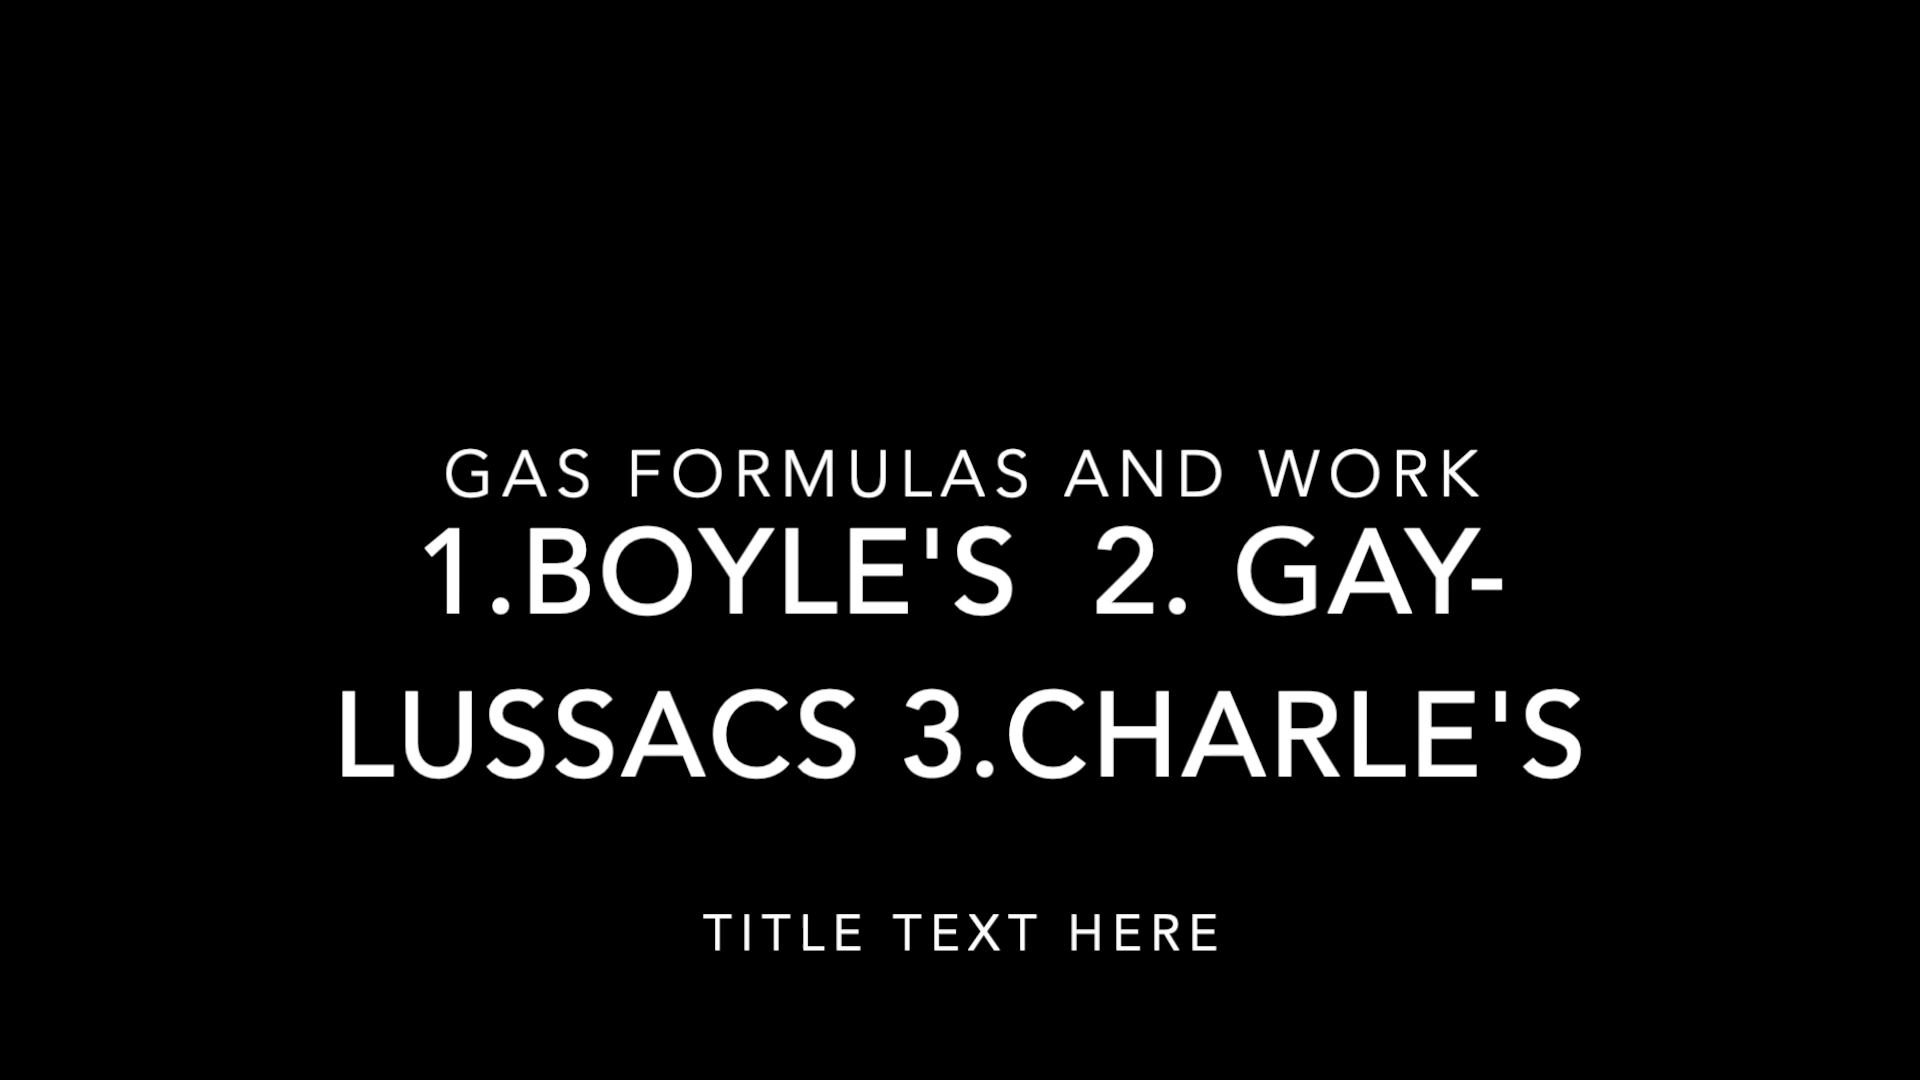 GAS FORMULAS AND WORK
1.BOYLE'S  2. GAY-
LUSSACS 3.CHARLE'S
TITLE TEXT HERE